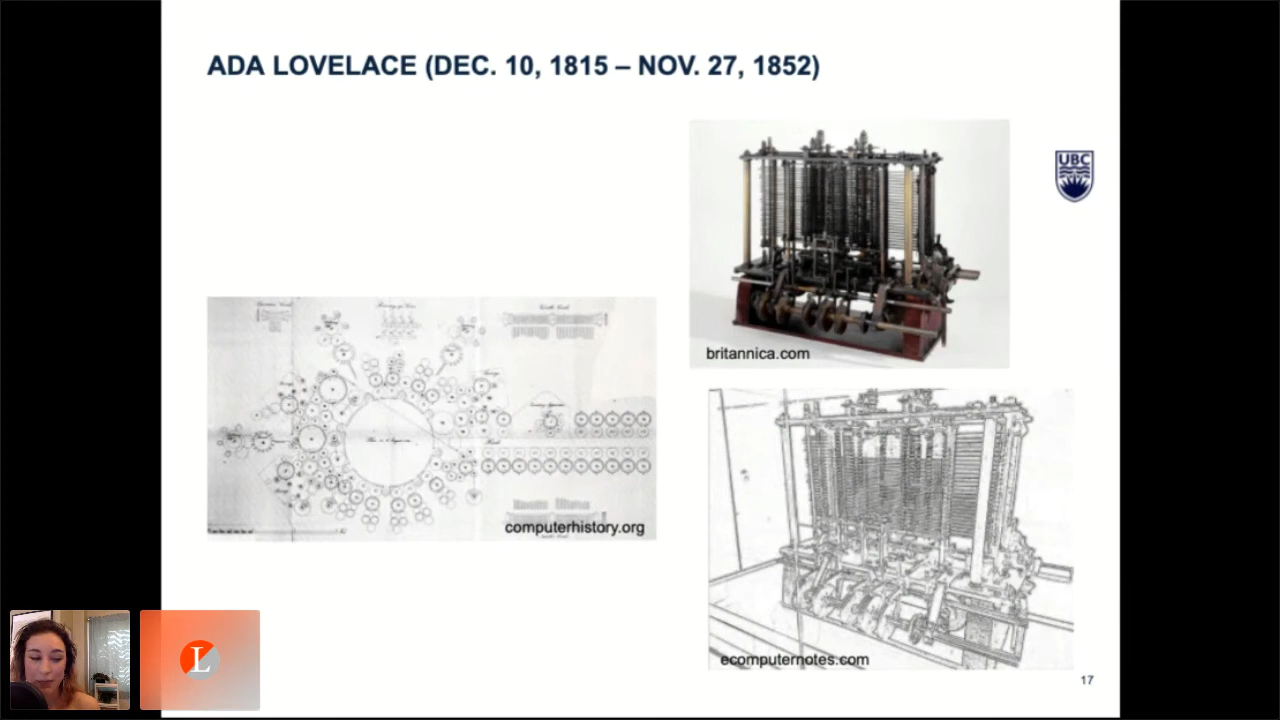 ADA LOVELACE (DEC. 10, 1815 – NOV. 27, 1852)
UBC
britannica.com
computerhistory.org
ecomputernotes.com
17
L